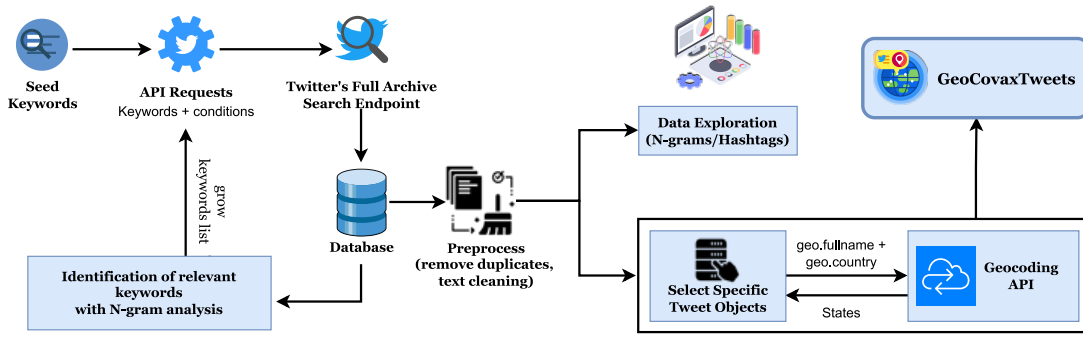 Seed
Keywords
API Requests
Keywords + conditions
Twitter's Full Archive
Search Endpoint
grow
keywords list
Database
Identification of relevant
keywords
with N-gram analysis
Preprocess
(remove duplicates,
text cleaning)
Data Exploration
(N-grams/Hashtags)
GeoCovaxTweets
Select Specific
Tweet Objects
geo.fullname +
geo.country
States
Geocoding
API